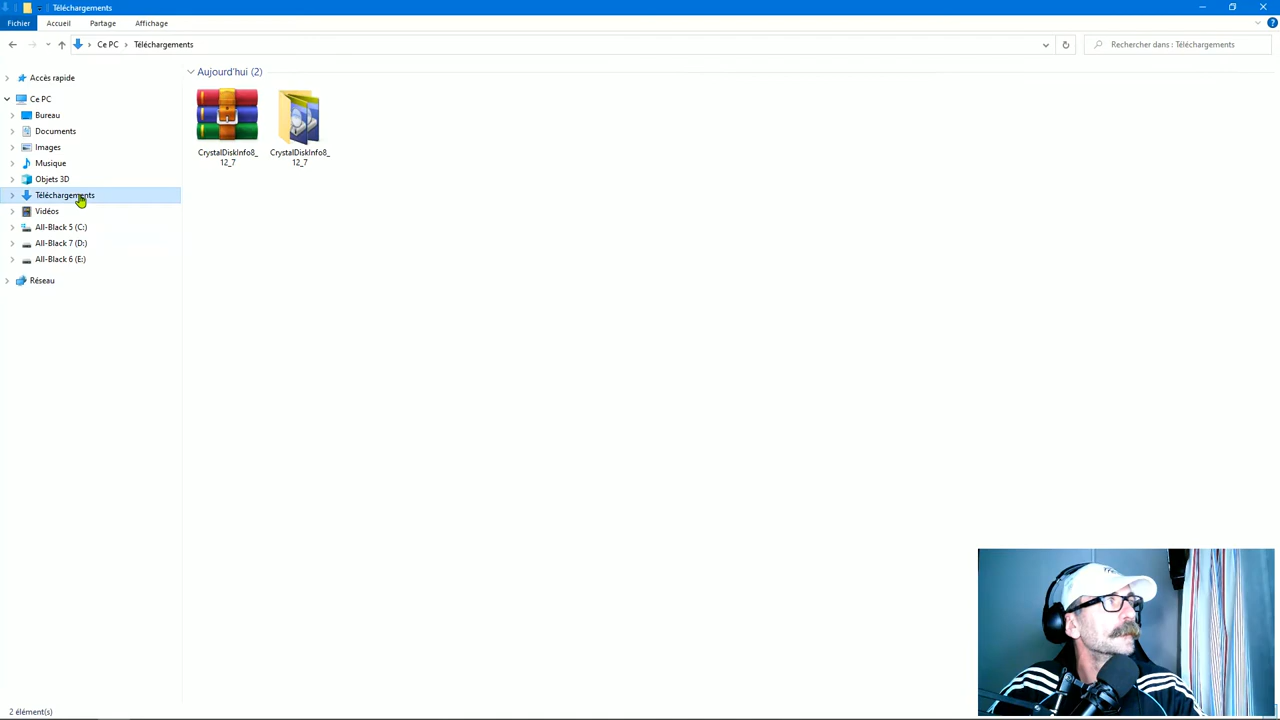 Téléchargements
Fichier
Accueil
Partage
Affichage
Ce PC
Téléchargements
Rechercher dans : Téléchargements
Accès rapide
Ce PC
Bureau
Documents
Images
Musique
Objets 3D
Téléchargements
Vidéos
All-Black 5 (C:)
All-Black 7 (D:)
All-Black 6 (E:)
Réseau
Aujourd'hui (2)
CrystalDiskInfo8_
12_7
CrystalDiskInfo8_
12_7
2 élément(s)